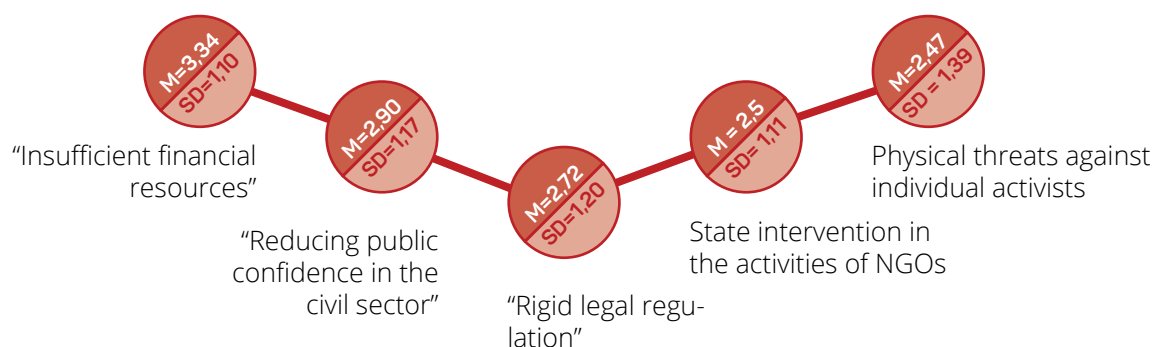 M=3,34
SD=1,10
“Insufficient financial
resources”
M=2,90
SD=1,17
“Reducing public
confidence in the
civil sector”
M=2,72
SD=1,20
“Rigid legal regu-
lation”
M = 2,5
SD= 1,11
State intervention in
the activities of NGOs
M=2,47
SD = 1,39
Physical threats against
individual activists